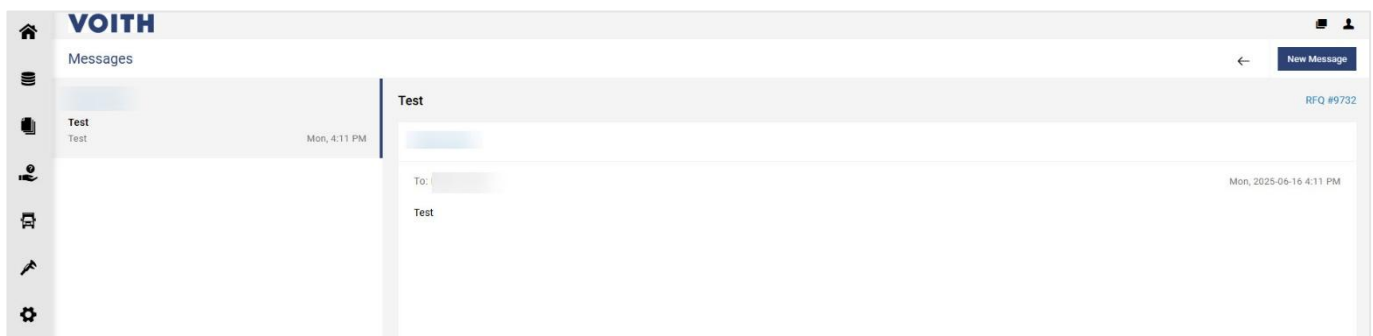 VOITH
Messages
New Message
Test
Test Mon, 4:11 PM
Test RFQ #9732
To:
Mon, 2025-06-16 4:11 PM
Test